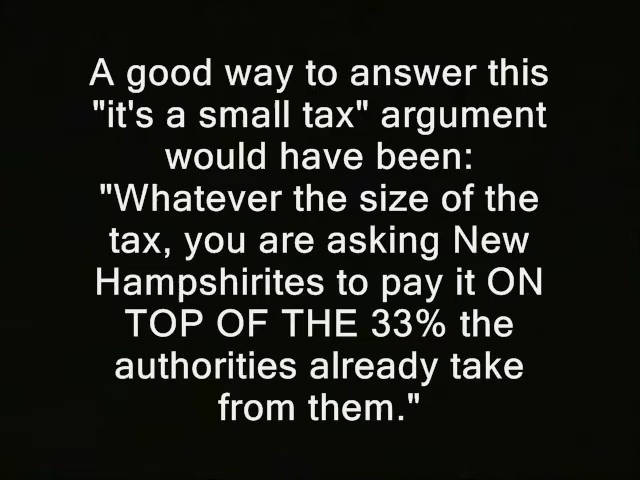 A good way to answer this
"it's a small tax" argument
would have been:
"Whatever the size of the
tax, you are asking New
Hampshirites to pay it ON
TOP OF THE 33% the
authorities already take
from them."